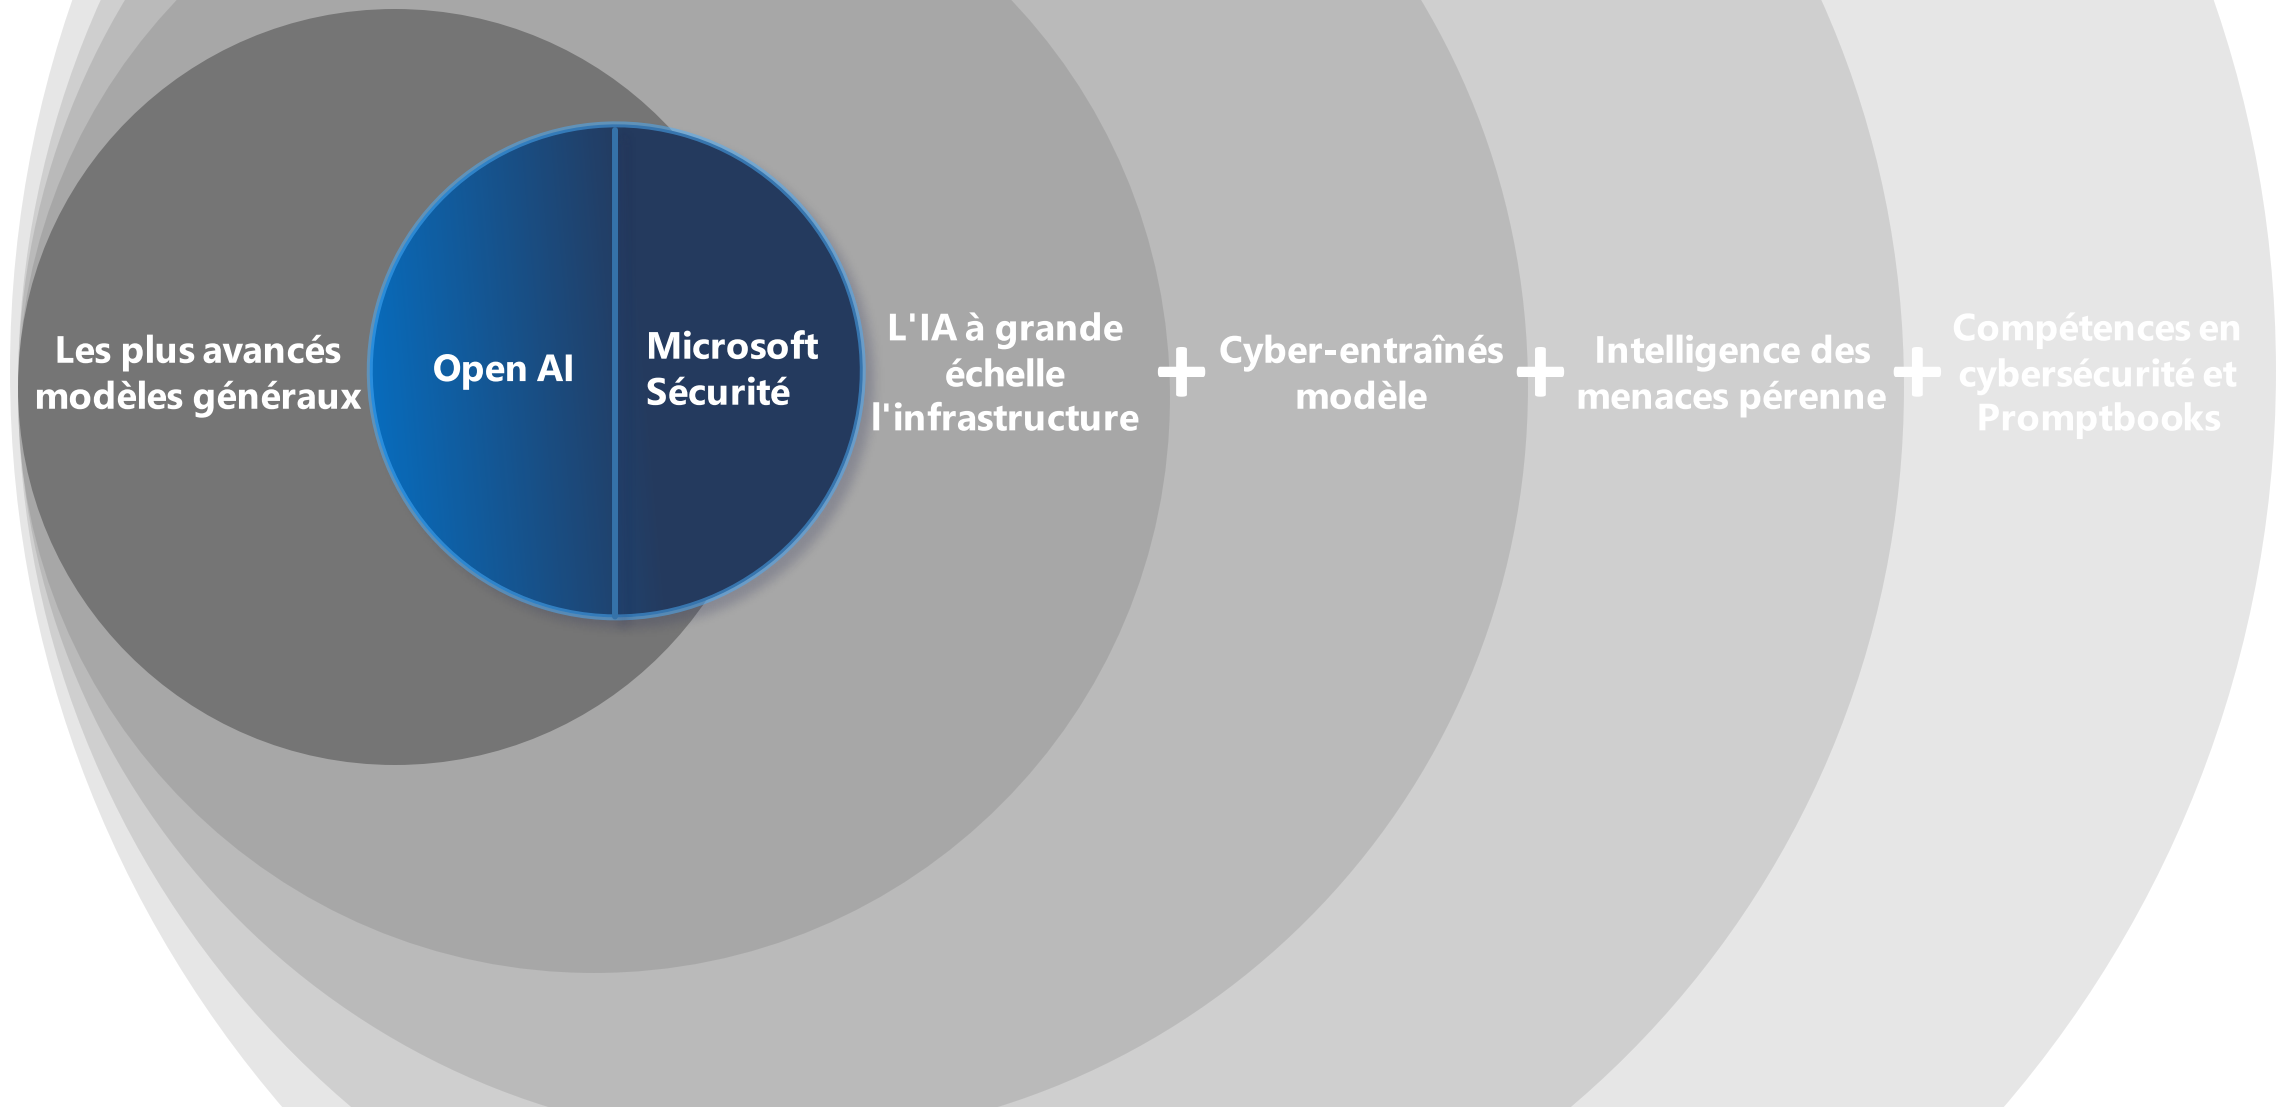 Les plus avancés
modèles généraux
Open AI
Microsoft
Sécurité
L'IA à grande
échelle
l'infrastructure
+
Cyber-entraînés
modèle
+
Intelligence des
menaces pérenne
+
Compétences en
cybersécurité et
Promptbooks